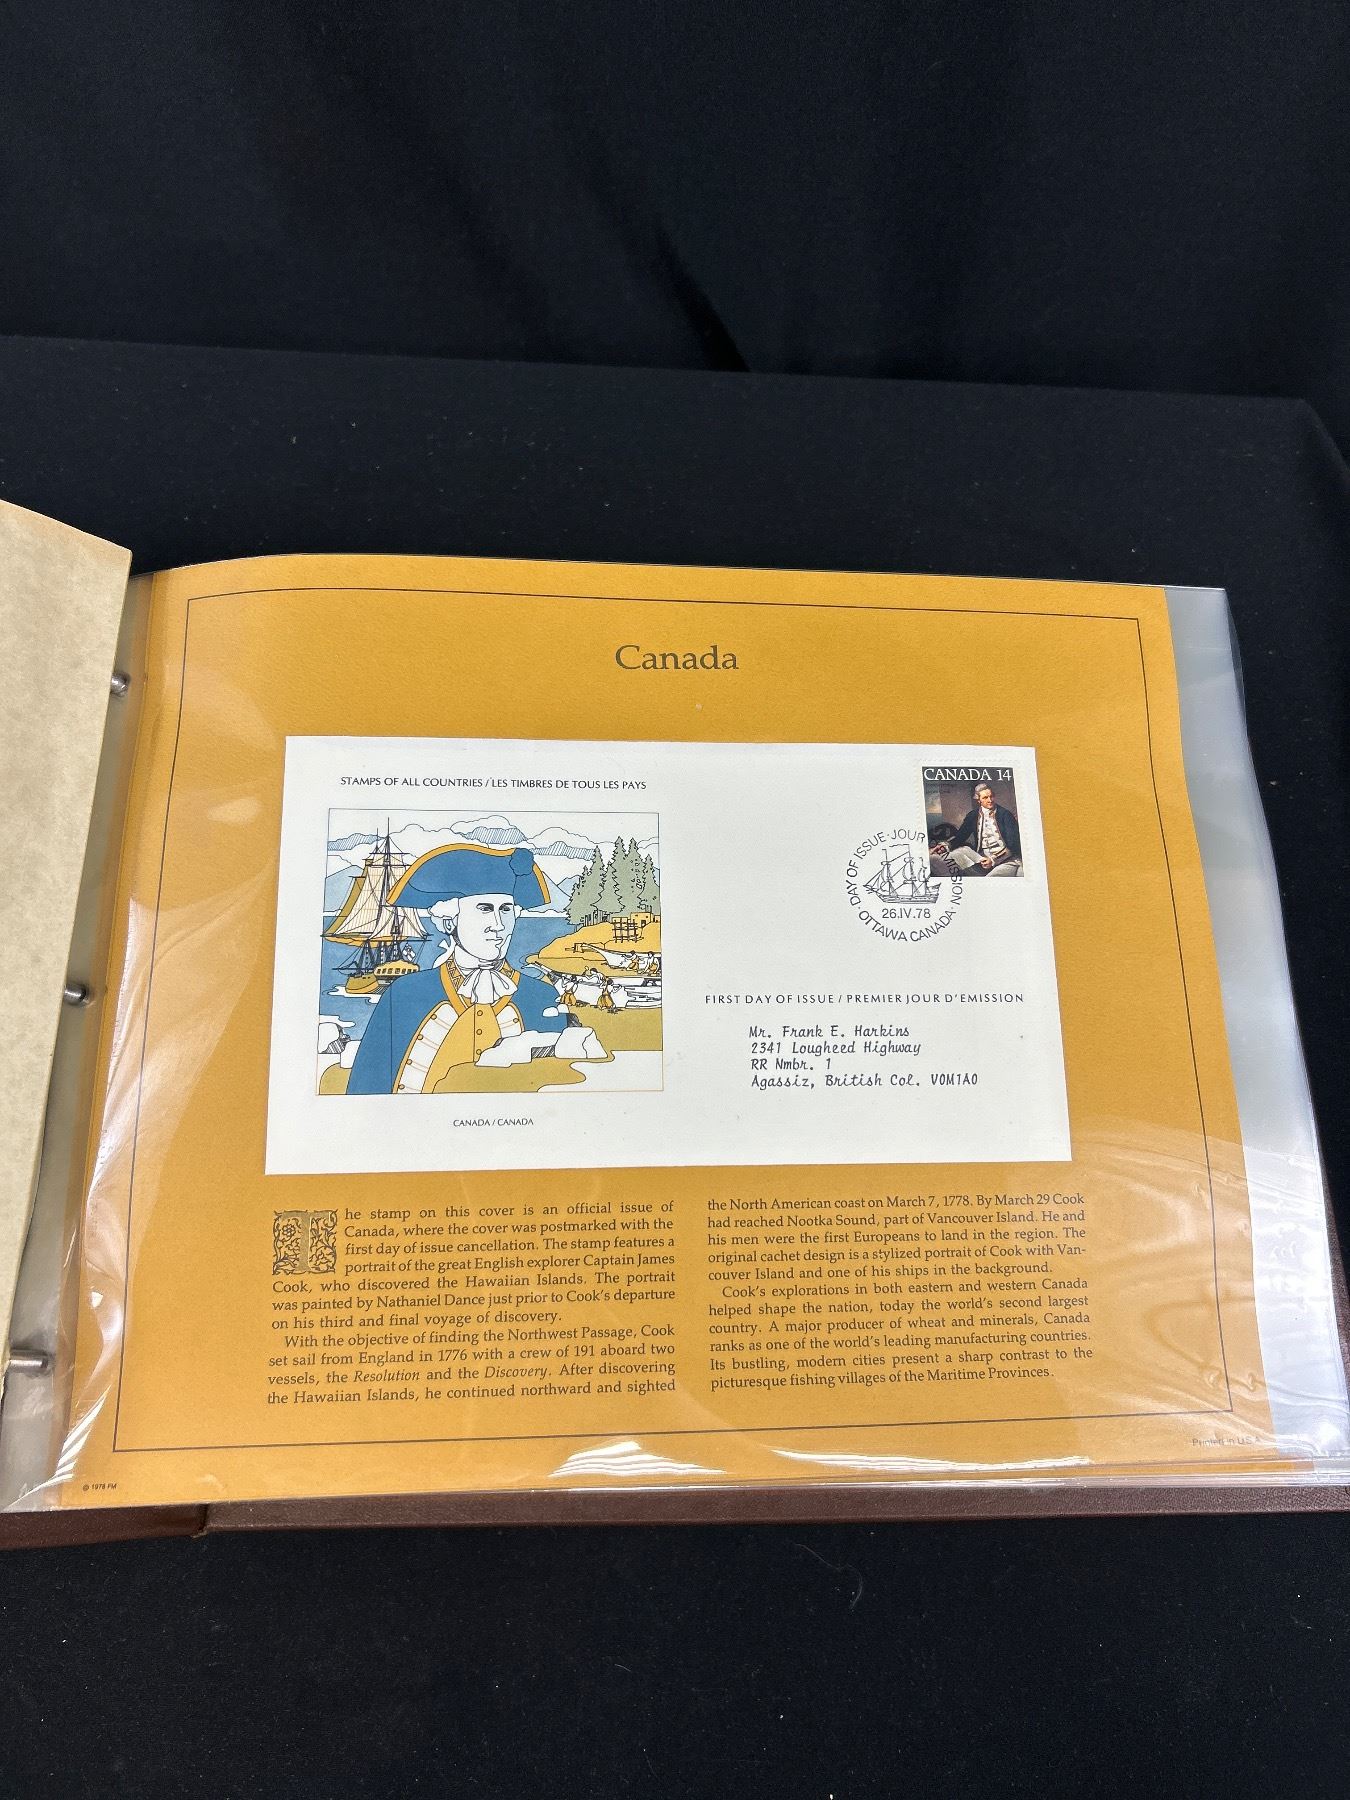 Canada
STAMPS OF ALL COUNTRIES / LES TIMBRES DE TOUS LES PAYS
CANADA 14
DAY OF ISSUE · JOUR D'ÉMISSION · OTTAWA CANADA ·
26.IV.78
FIRST DAY OF ISSUE / PREMIER JOUR D'EMISSION
Mr. Frank E. Harkins
2341 Lougheed Highway
RR Nmbr. 1
Agassiz, British Col. V0M1A0
CANADA / CANADA
The stamp on this cover is an official issue of
Canada, where the cover was postmarked with the
first day of issue cancellation. The stamp features a
portrait of the great English explorer Captain James
Cook, who discovered the Hawaiian Islands. The portrait
was painted by Nathaniel Dance just prior to Cook's departure
on his third and final voyage of discovery.
With the objective of finding the Northwest Passage, Cook
set sail from England in 1776 with a crew of 191 aboard two
vessels, the Resolution and the Discovery. After discovering
the Hawaiian Islands, he continued northward and sighted
the North American coast on March 7, 1778. By March 29 Cook
had reached Nootka Sound, part of Vancouver Island. He and
his men were the first Europeans to land in the region. The
original cachet design is a stylized portrait of Cook with Van-
couver Island and one of his ships in the background.
Cook's explorations in both eastern and western Canada
helped shape the nation, today the world's second largest
country. A major producer of wheat and minerals, Canada
ranks as one of the world's leading manufacturing countries.
Its bustling, modern cities present a sharp contrast to the
picturesque fishing villages of the Maritime Provinces.
© 1978 FM
Printed in U.S.A.